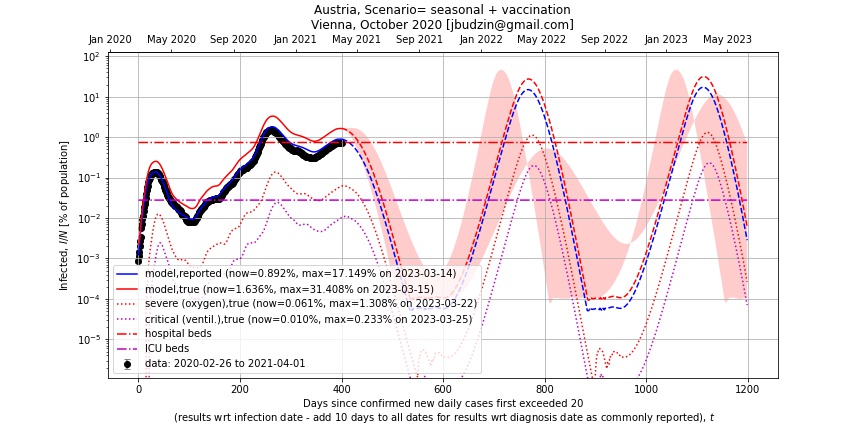 Austria, Scenario= seasonal + vaccination
Vienna, October 2020 [jbudzin@gmail.com]
Jan 2020 May 2020 Sep 2020 Jan 2021 May 2021 Sep 2021 Jan 2022 May 2022 Sep 2022 Jan 2023 May 2023
10^2
10^1
10^0
10^-1
10^-2
10^-3
10^-4
10^-5
Infected, I/N [% of population]
model,reported (now=0.892%, max=17.149% on 2023-03-14)
model,true (now=1.636%, max=31.408% on 2023-03-15)
severe (oxygen),true (now=0.061%, max=1.308% on 2023-03-22)
critical (ventil.),true (now=0.010%, max=0.233% on 2023-03-25)
hospital beds
ICU beds
data: 2020-02-26 to 2021-04-01
0 200 400 600 800 1000 1200
Days since confirmed new daily cases first exceeded 20
(results wrt infection date - add 10 days to all dates for results wrt diagnosis date as commonly reported), t